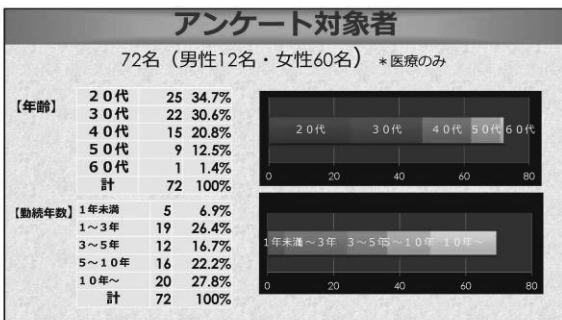 アンケート対象者
72名（男性12名・女性60名） ＊医療のみ
【年齢】
２０代 25 34.7%
３０代 22 30.6%
４０代 15 20.8%
５０代 9 12.5%
６０代 1 1.4%
計 72 100%
２０代 ３０代 ４０代 ５０代 ６０代
0 20 40 60 80
【勤続年数】
１年未満 5 6.9%
１～３年 19 26.4%
３～５年 12 16.7%
５～１０年 16 22.2%
１０年～ 20 27.8%
計 72 100%
１年未満 ～３年 ３～５年 ５～１０年 １０年～
0 20 40 60 80